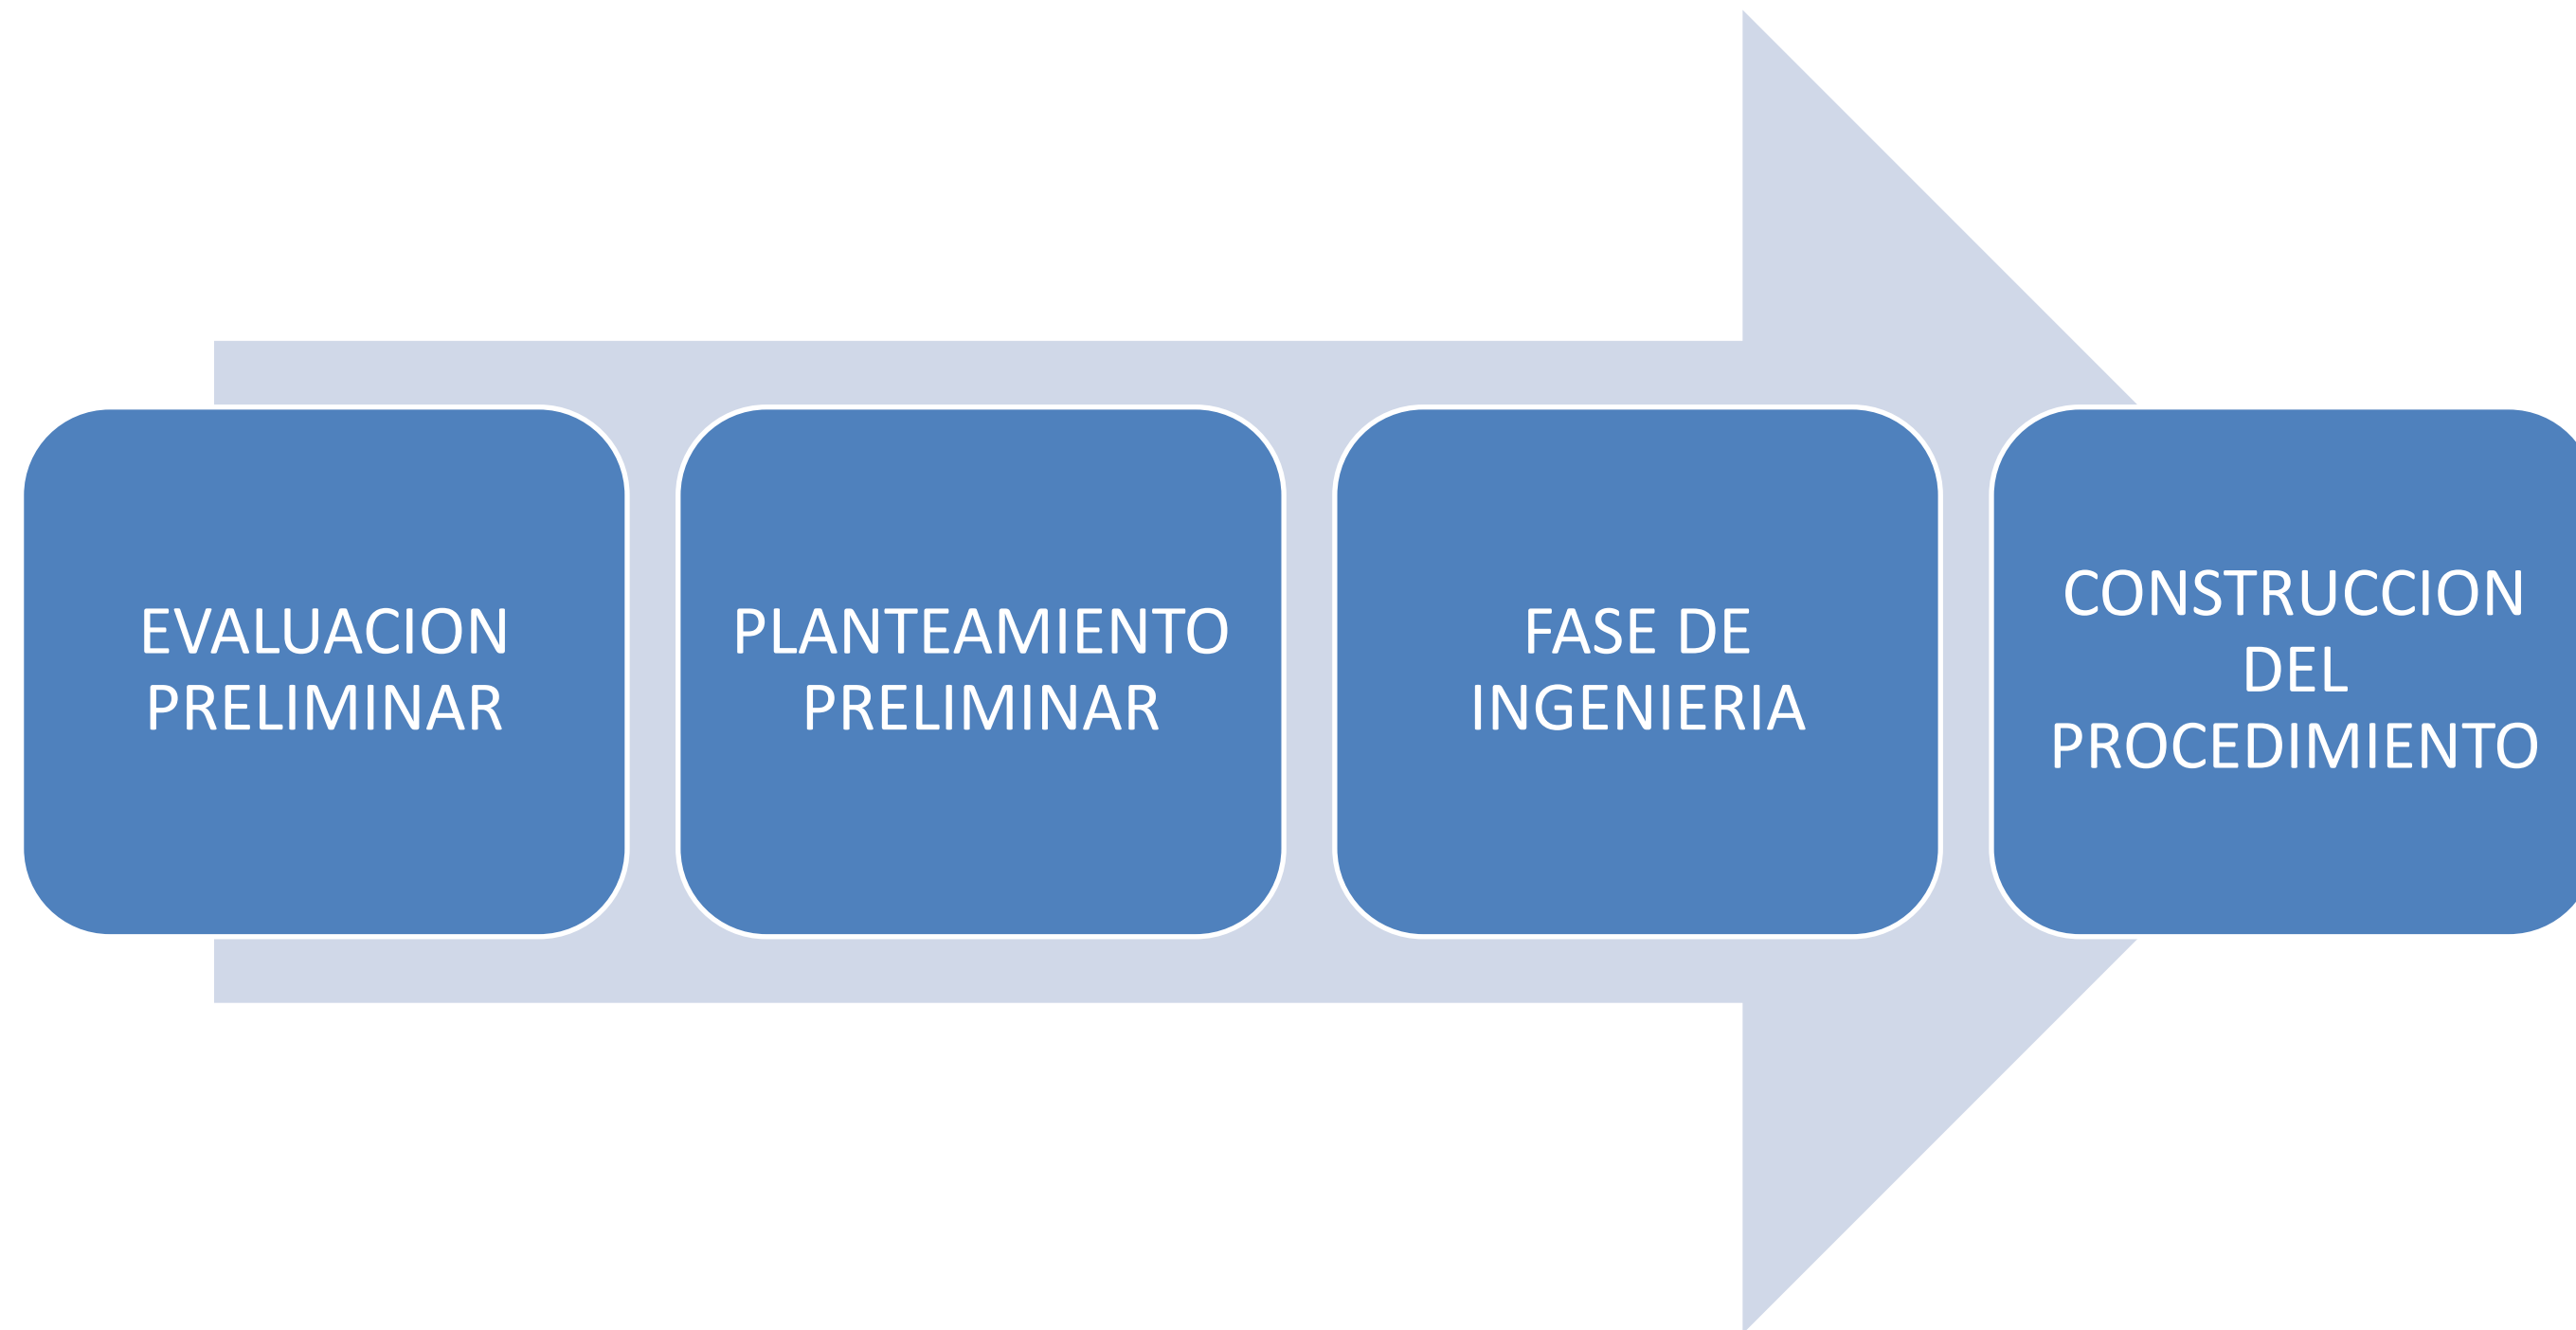 EVALUACION
PRELIMINAR
PLANTEAMIENTO
PRELIMINAR
FASE DE
INGENIERIA
CONSTRUCCION
DEL
PROCEDIMIENTO